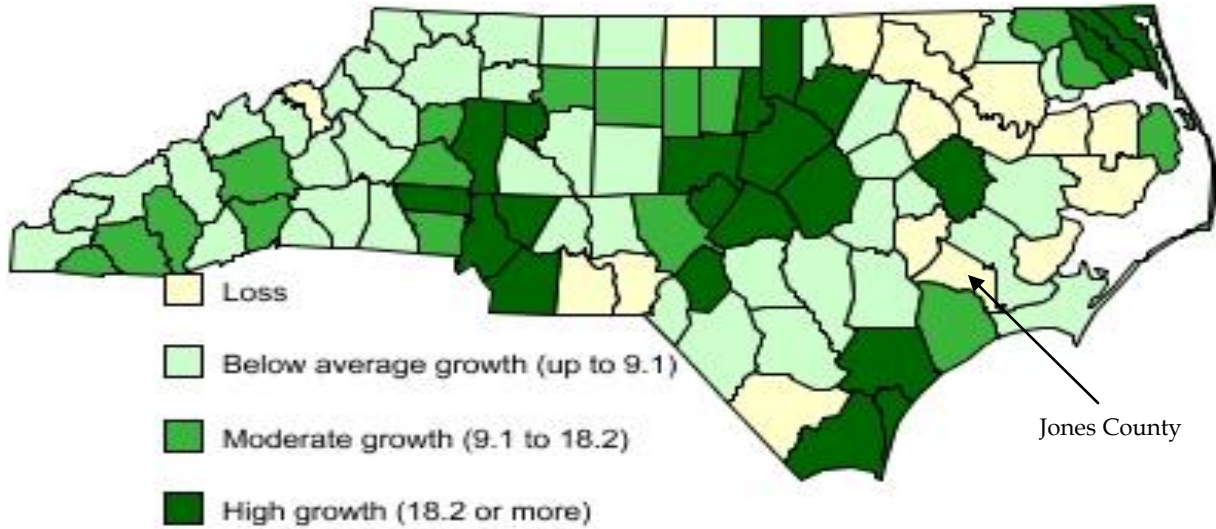 Loss
Below average growth (up to 9.1)
Moderate growth (9.1 to 18.2)
High growth (18.2 or more)
Jones County